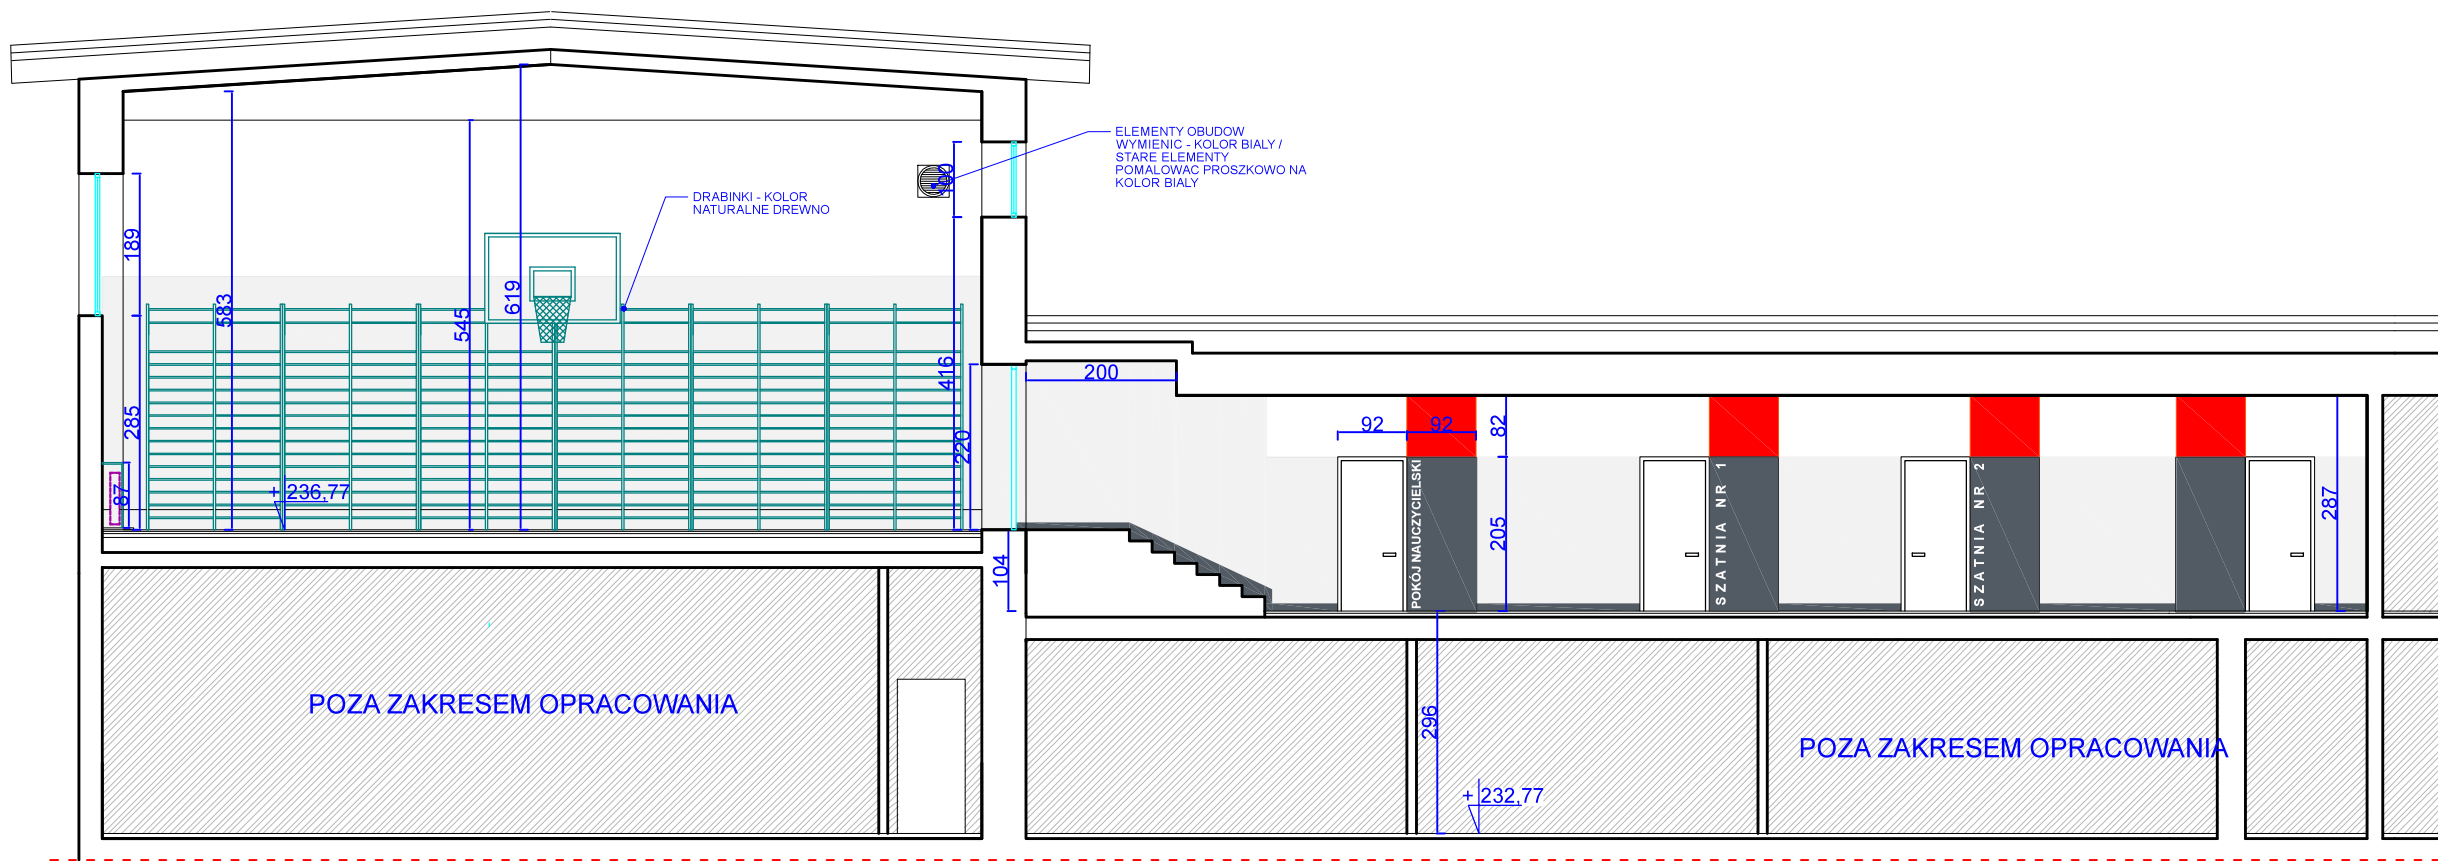 ELEMENTY OBUDOW
WYMIENIC - KOLOR BIALY /
STARE ELEMENTY
POMALOWAC PROSZKOWO NA
KOLOR BIALY
DRABINKI - KOLOR
NATURALNE DREWNO
100
189
583
545
619
416
285
220
87
+ 236,77
200
92
92
82
205
287
104
POKÓJ NAUCZYCIELSKI
SZATNIA NR 1
SZATNIA NR 2
POZA ZAKRESEM OPRACOWANIA
296
POZA ZAKRESEM OPRACOWANIA
+ 232,77